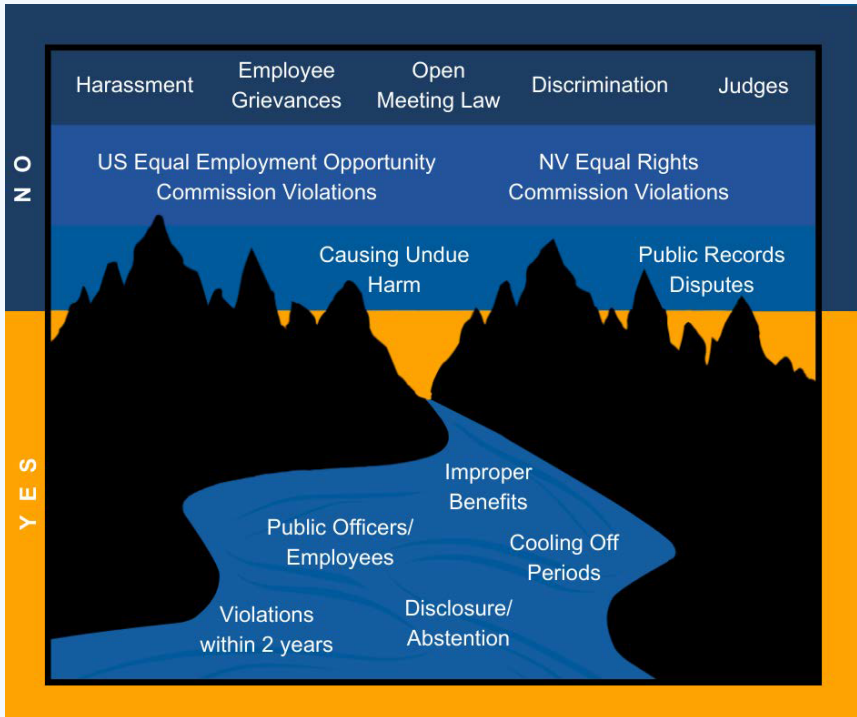 NO
Harassment
Employee
Grievances
Open
Meeting Law
Discrimination
Judges
US Equal Employment Opportunity
Commission Violations
NV Equal Rights
Commission Violations
Causing Undue
Harm
Public Records
Disputes
YES
Improper
Benefits
Public Officers/
Employees
Cooling Off
Periods
Violations
within 2 years
Disclosure/
Abstention